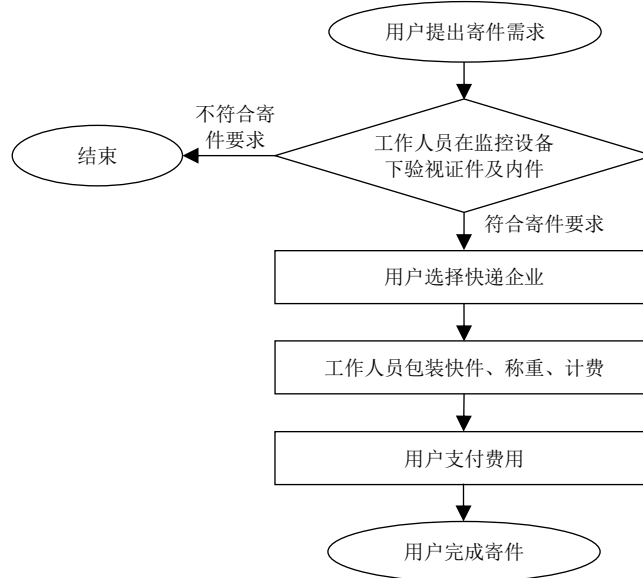 用户提出寄件需求
不符合寄
件要求
结束
工作人员在监控设备
下验视证件及内件
符合寄件要求
用户选择快递企业
工作人员包装快件、称重、计费
用户支付费用
用户完成寄件